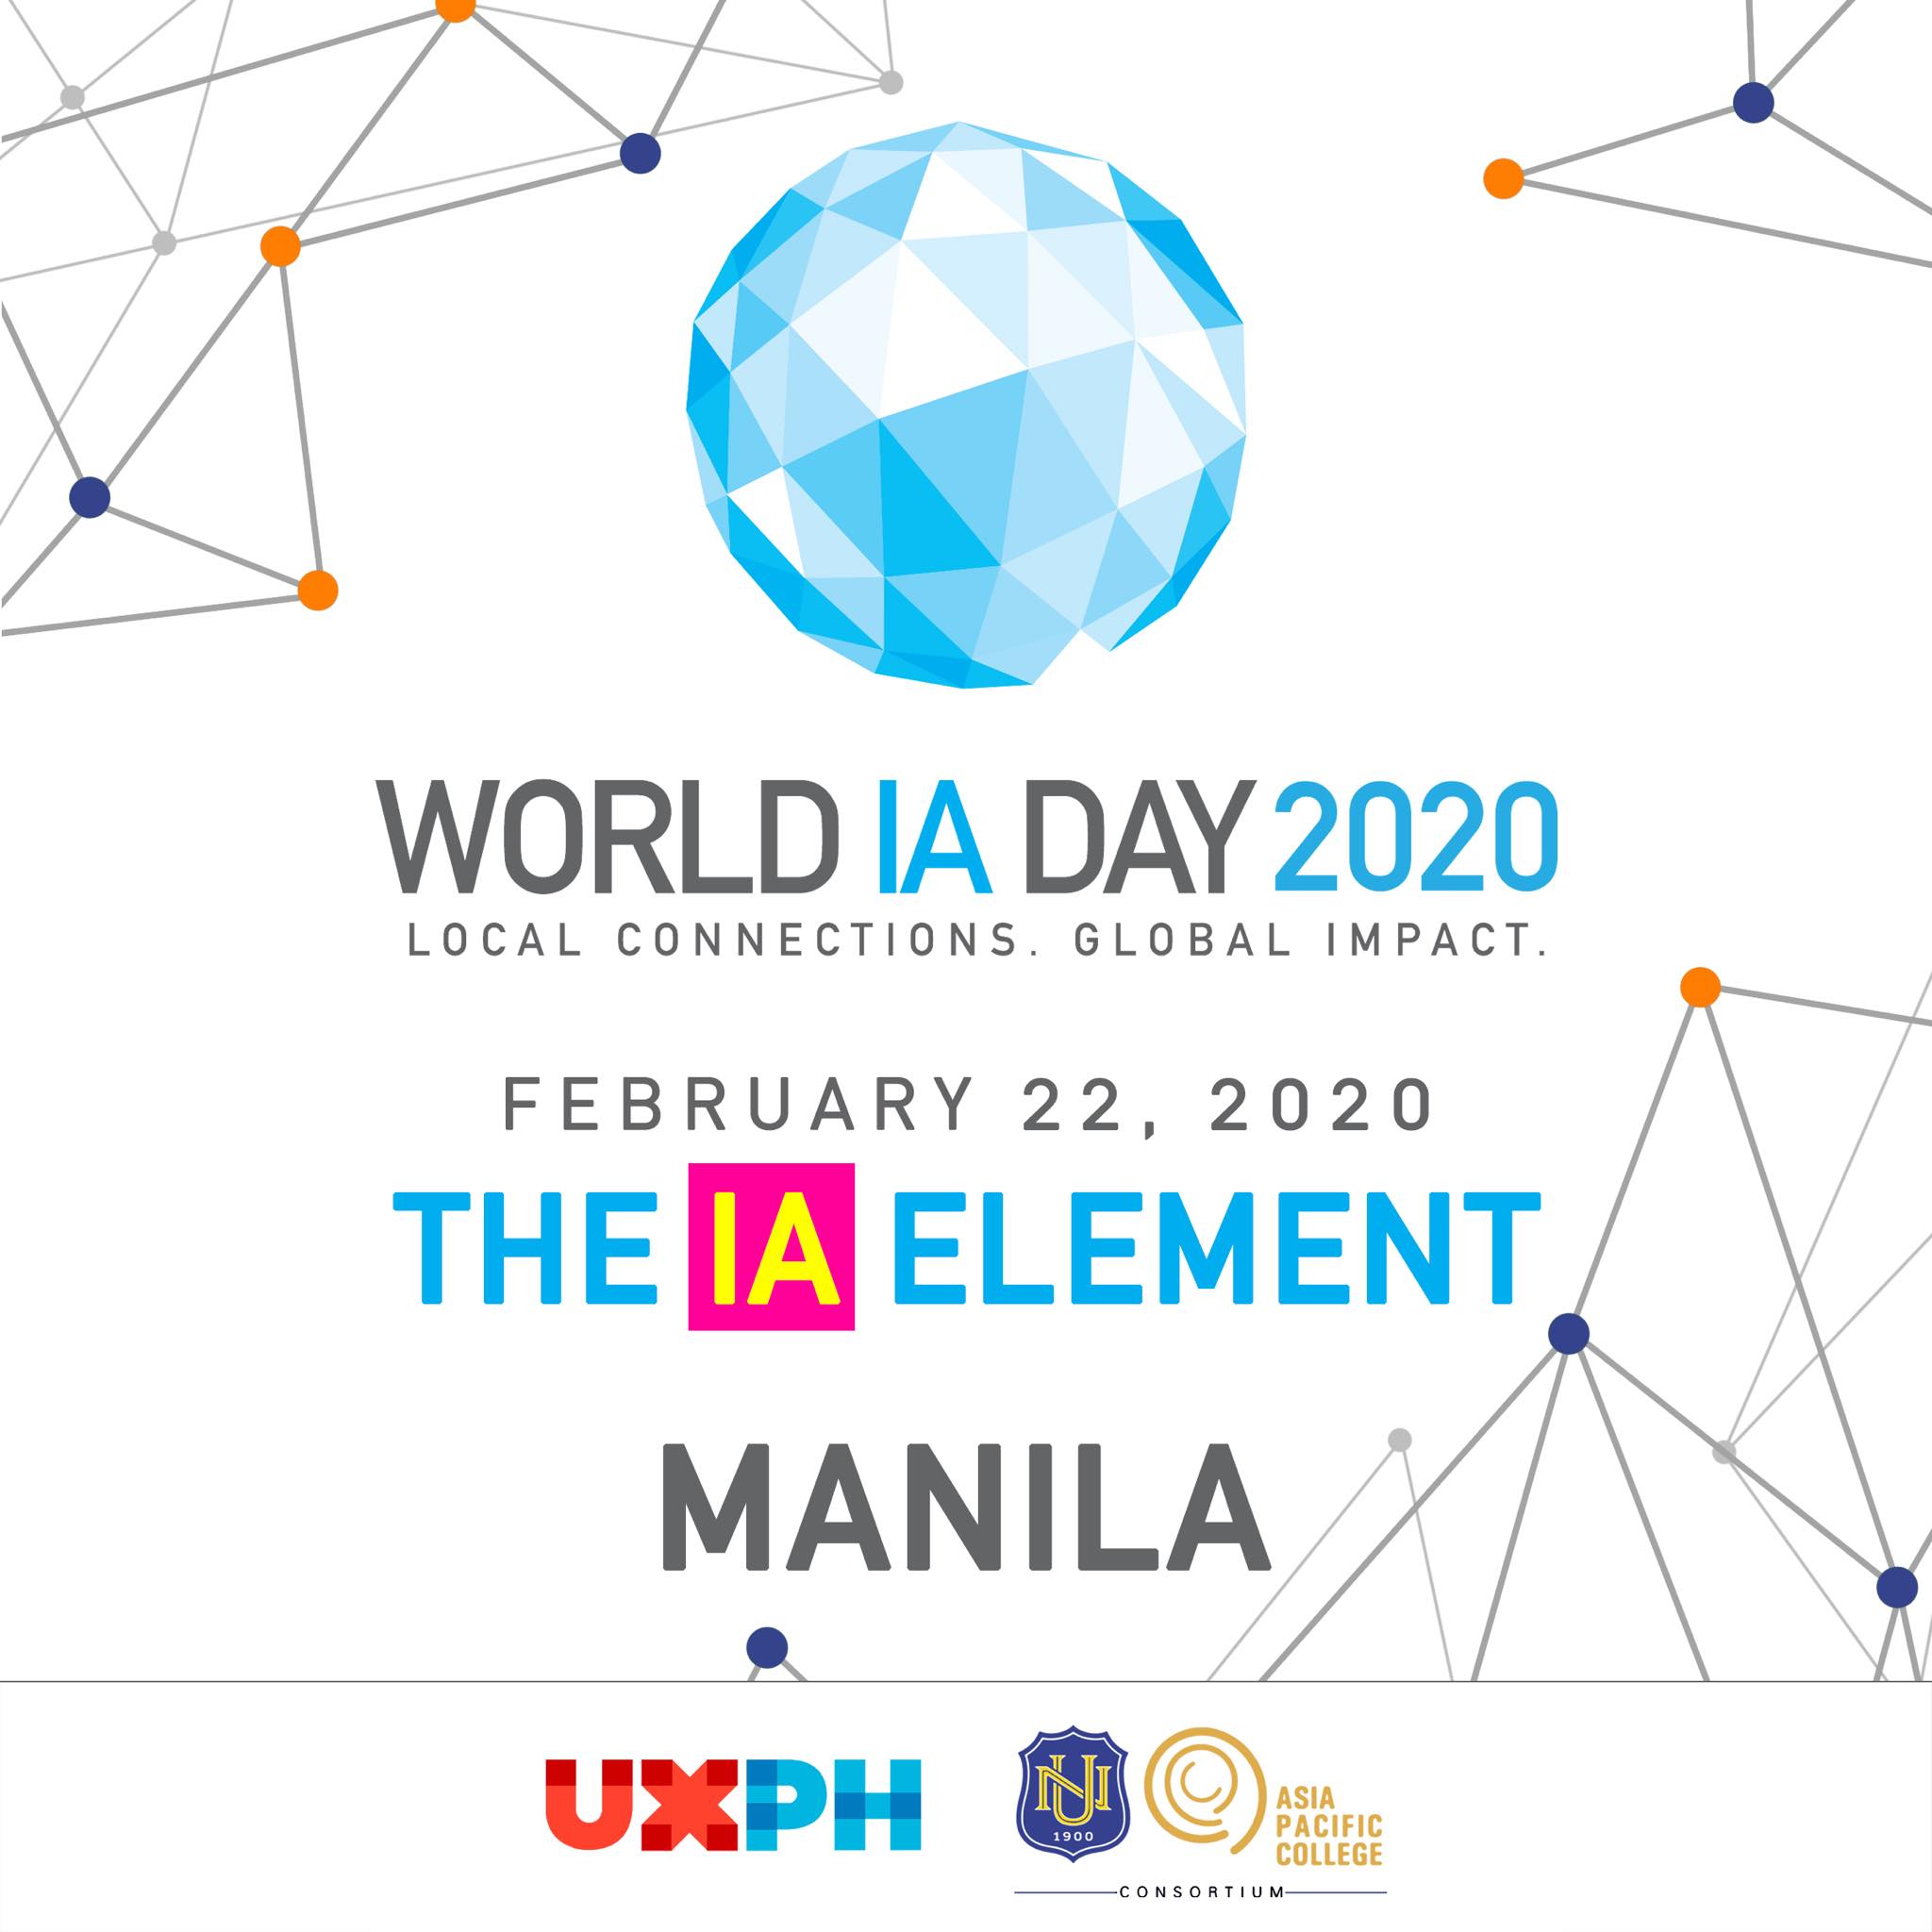 WORLD IA DAY 2020
LOCAL CONNECTIONS. GLOBAL IMPACT.
FEBRUARY 22, 2020
THE IA ELEMENT
MANILA
UXPH
NU
1900
ASIA
PACIFIC
COLLEGE
CONSORTIUM